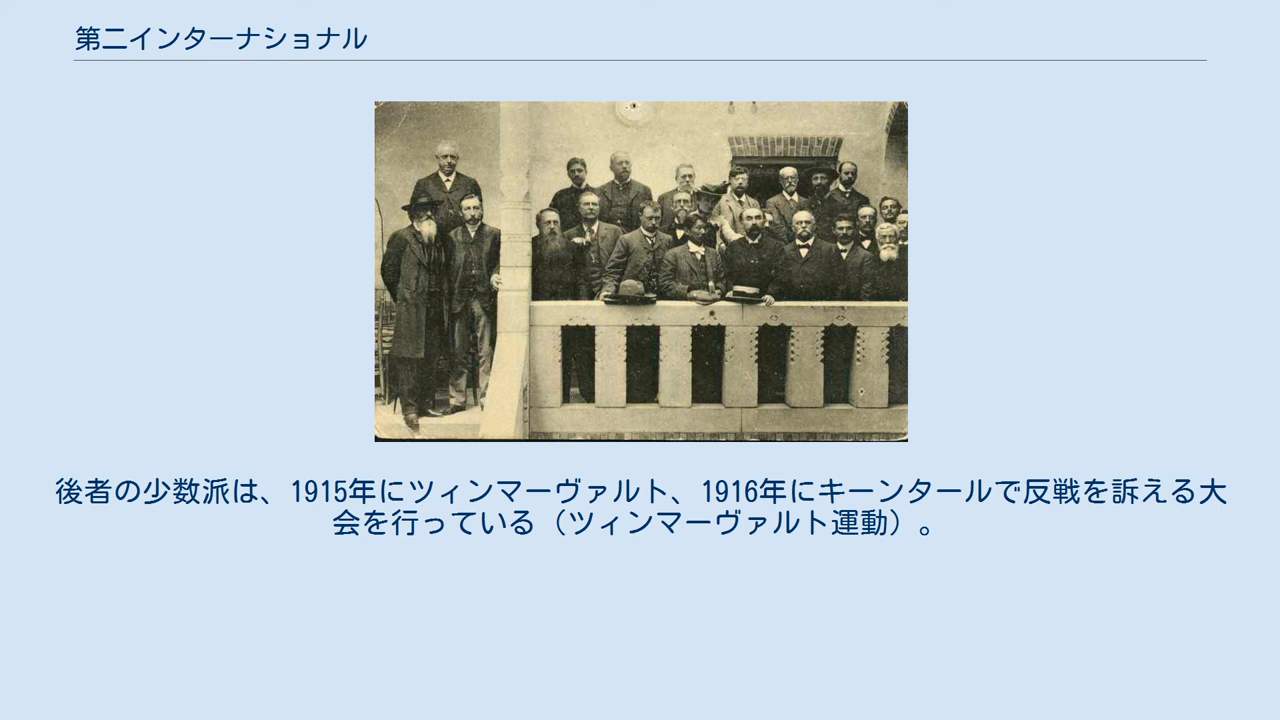 第二インターナショナル
後者の少数派は、1915年にツィンマーヴァルト、1916年にキーンタールで反戦を訴える大
会を行っている（ツィンマーヴァルト運動）。